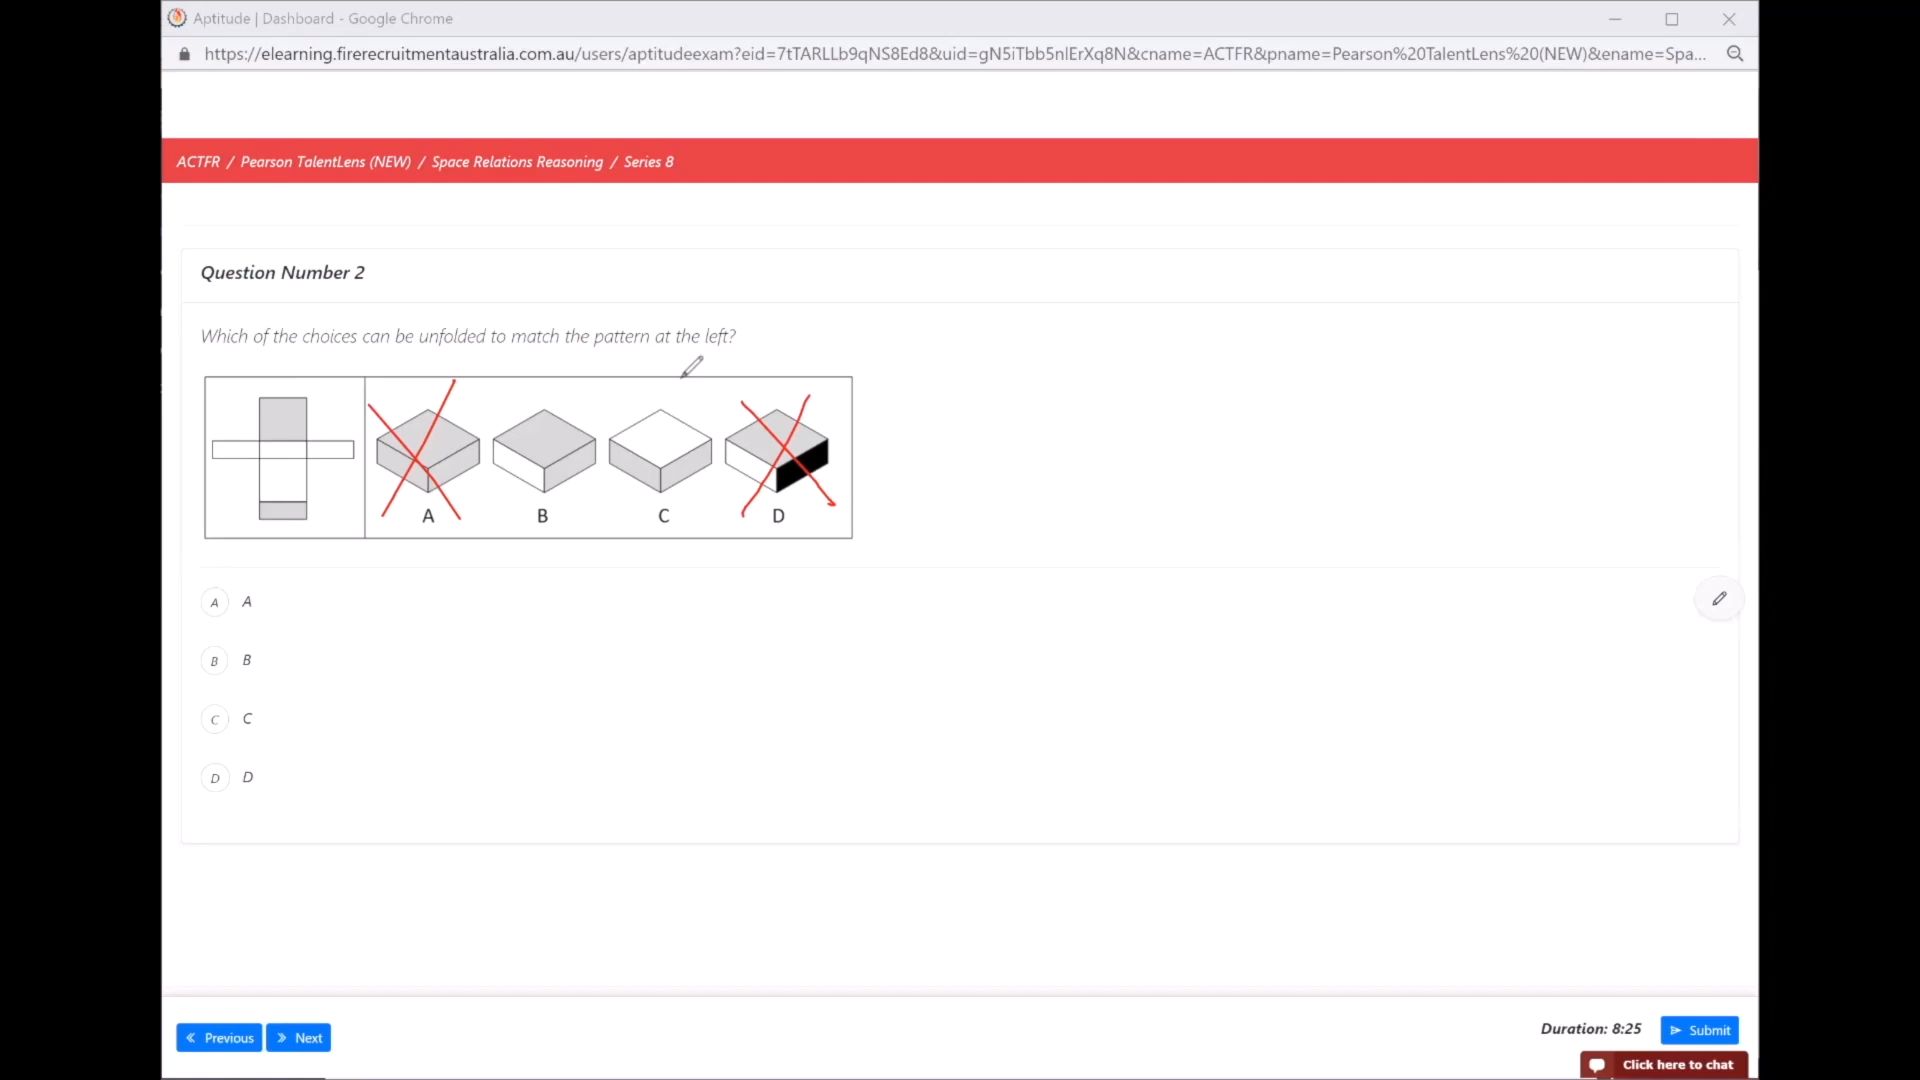 Aptitude | Dashboard - Google Chrome
https://elearning.firerecruitmentaustralia.com.au/users/aptitudeexam?eid=7tTARLLb9qNS8Ed8&uid=gN5iTbb5nlErXq8N&cname=ACTFR&pname=Pearson%20TalentLens%20(NEW)&ename=Spa...
ACTFR / Pearson TalentLens (NEW) / Space Relations Reasoning / Series 8
Question Number 2
Which of the choices can be unfolded to match the pattern at the left?
A B C D
A A
B B
C C
D D
Previous Next
Duration: 8:25 Submit
Click here to chat